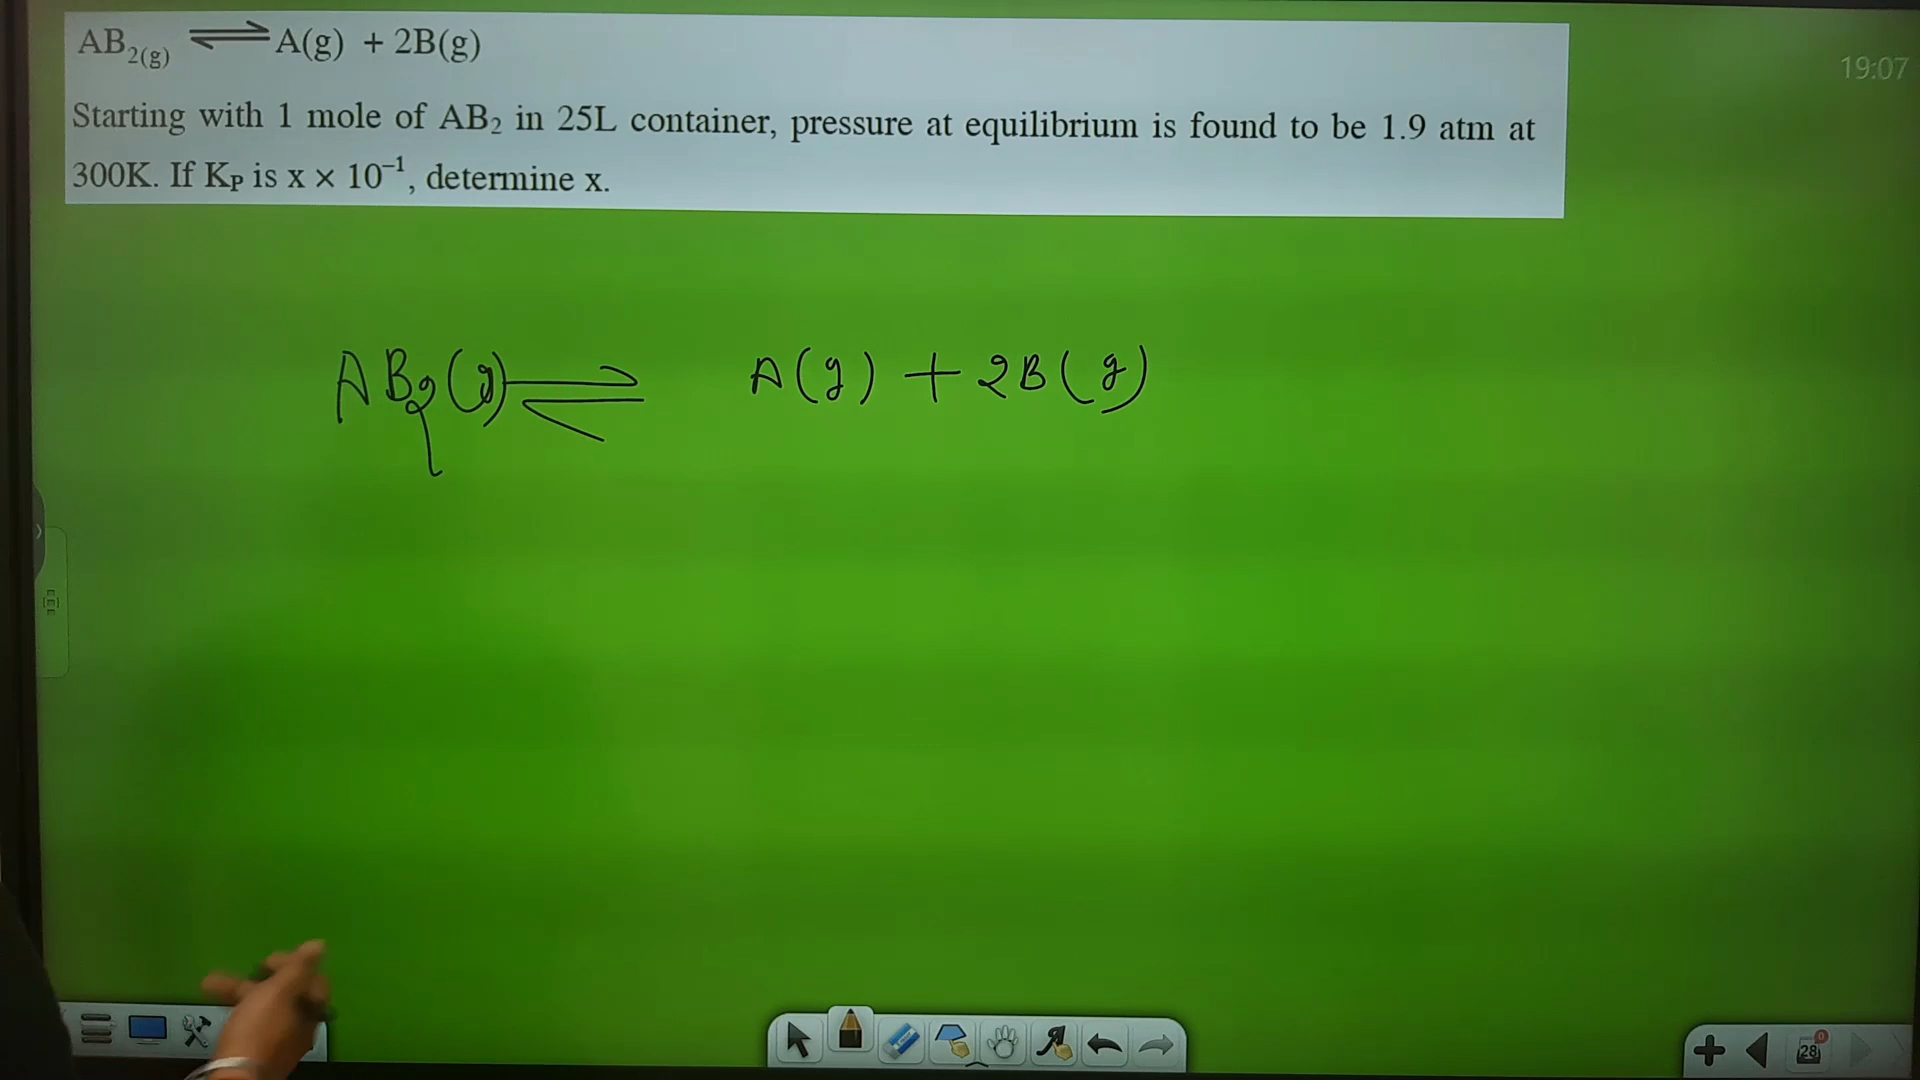 AB₂(g) ⇌ A(g) + 2B(g)
19:07
Starting with 1 mole of AB₂ in 25L container, pressure at equilibrium is found to be 1.9 atm at
300K. If Kₚ is x × 10⁻¹, determine x.
AB₂(g) ⇌ A(g) + 2B(g)
28
0